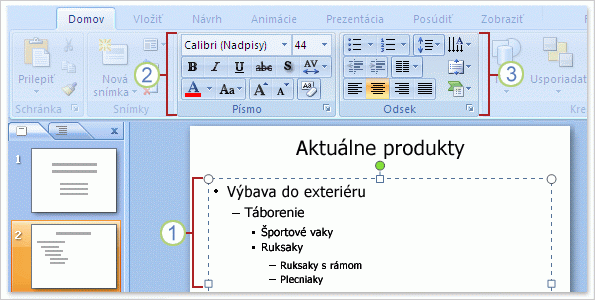 Domov Vložiť Návrh Animácie Prezentácia Posúdiť Zobraziť
Prilepiť
Schránka
Nová snímka
Snímky
2
Calibri (Nadpisy) 44
B I U abc S AV
A Aa A A
Písmo
Odsek
3
Usporiadať
Kre
1
2
Aktuálne produkty
1
• Výbava do exteriéru
– Táborenie
• Športové vaky
• Ruksaky
– Ruksaky s rámom
– Plecniaky